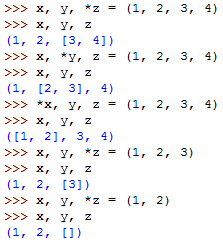 >>> x, y, *z = (1, 2, 3, 4)
>>> x, y, z
(1, 2, [3, 4])
>>> x, *y, z = (1, 2, 3, 4)
>>> x, y, z
(1, [2, 3], 4)
>>> *x, y, z = (1, 2, 3, 4)
>>> x, y, z
([1, 2], 3, 4)
>>> x, y, *z = (1, 2, 3)
>>> x, y, z
(1, 2, [3])
>>> x, y, *z = (1, 2)
>>> x, y, z
(1, 2, [])